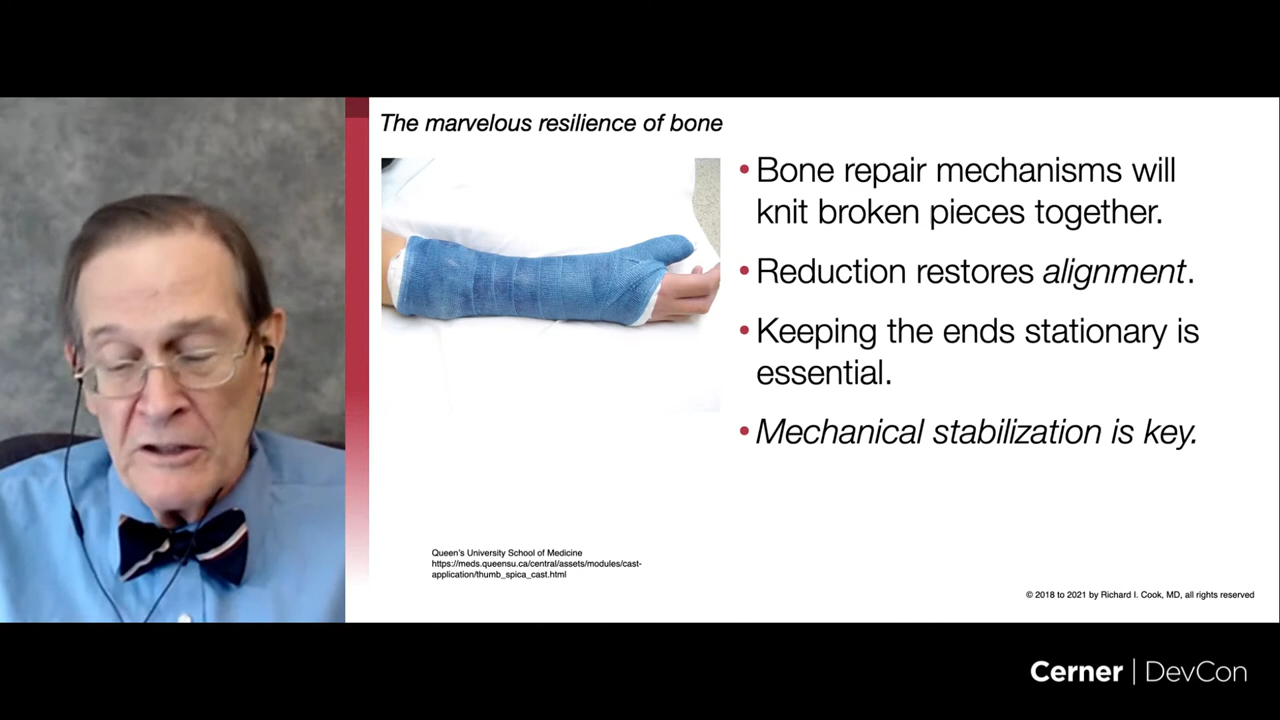 The marvelous resilience of bone
•Bone repair mechanisms will
knit broken pieces together.
•Reduction restores alignment.
•Keeping the ends stationary is
essential.
•Mechanical stabilization is key.
Queen's University School of Medicine
https://meds.queensu.ca/central/assets/modules/cast-
application/thumb_spica_cast.html
© 2018 to 2021 by Richard I. Cook, MD, all rights reserved
Cerner | DevCon